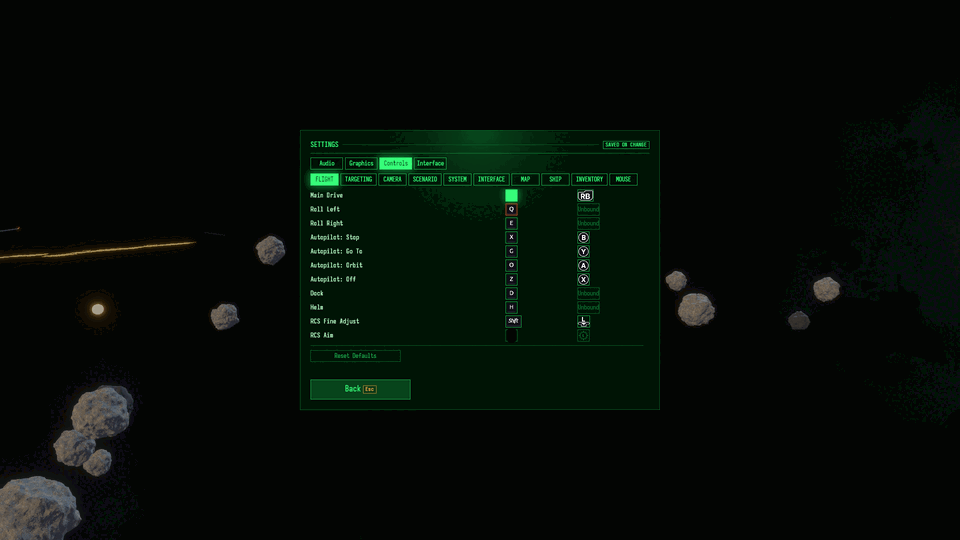 SETTINGS SAVED ON CHANGE
Audio Graphics Controls Interface
FLIGHT TARGETING CAMERA SCENARIO SYSTEM INTERFACE MAP SHIP INVENTORY MOUSE
Main Drive RB
Roll Left Q Unbound
Roll Right E Unbound
Autopilot: Stop X B
Autopilot: Go To G Y
Autopilot: Orbit O A
Autopilot: Off Z X
Dock D Unbound
Helm H Unbound
RCS Fine Adjust Shift L
RCS Aim
Reset Defaults
Back Esc